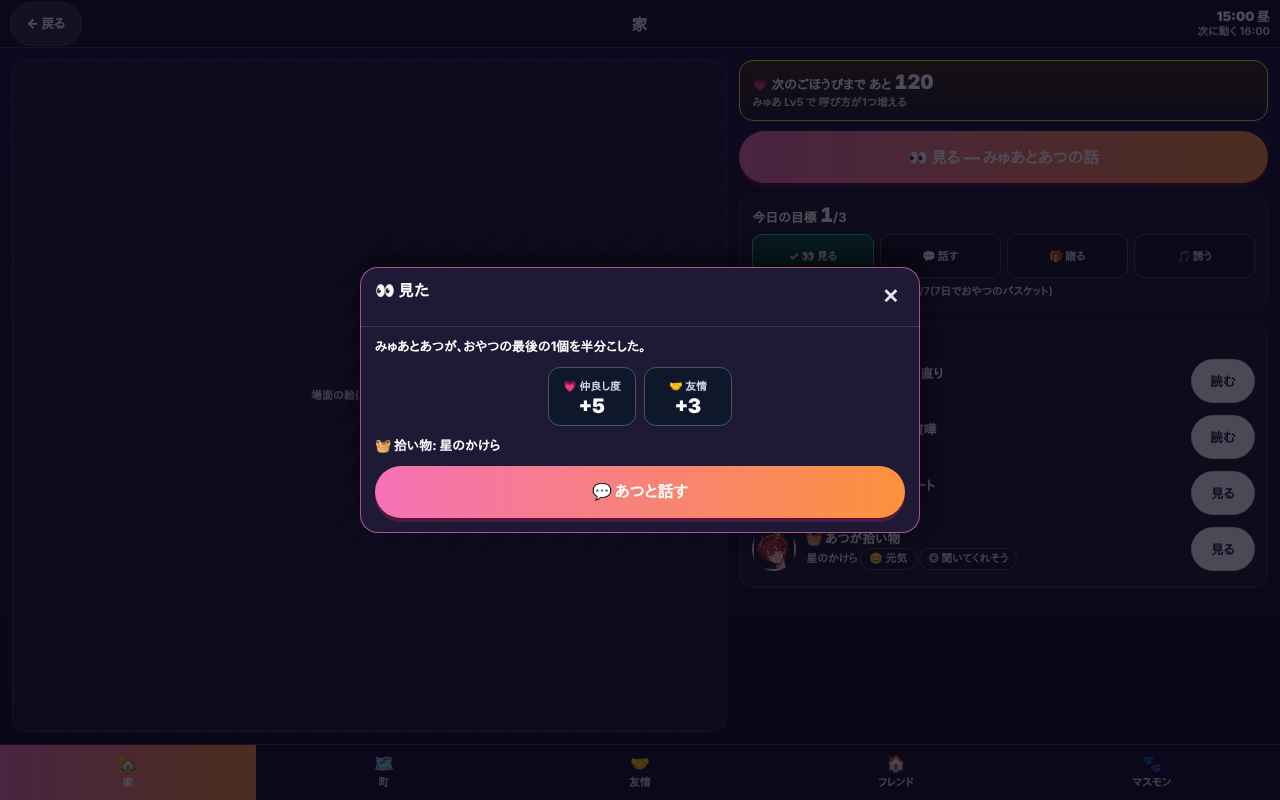 ← 戻る
家
15:00 昼
次に動く 16:00
💗 次のごほうびまで あと 120
みゅあ Lv5 で 呼び方が1つ増える
👀 見る — みゅあとあつの話
今日の目標 1/3
✓ 👀 見る
💬 話す
🎁 贈る
🎵 誘う
/7(7日でおやつのバスケット)
場面の絵(
👀 見た
✕
みゅあとあつが、おやつの最後の1個を半分こした。
💗 仲良し度
+5
🤝 友情
+3
🧺 拾い物: 星のかけら
💬 あつと話す
直り
読む
喧嘩
読む
ート
見る
🧺 あつが拾い物
星のかけら 😊 元気 ◎ 聞いてくれそう
見る
🏡 家
🗺️ 町
🤝 友情
🏠 フレンド
🐾 マスモン